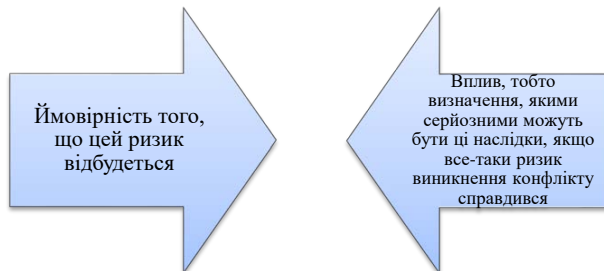 Ймовірність того,
що цей ризик
відбудеться
Вплив, тобто
визначення, якими
серйозними можуть
бути ці наслідки, якщо
все-таки ризик
виникнення конфлікту
справдився